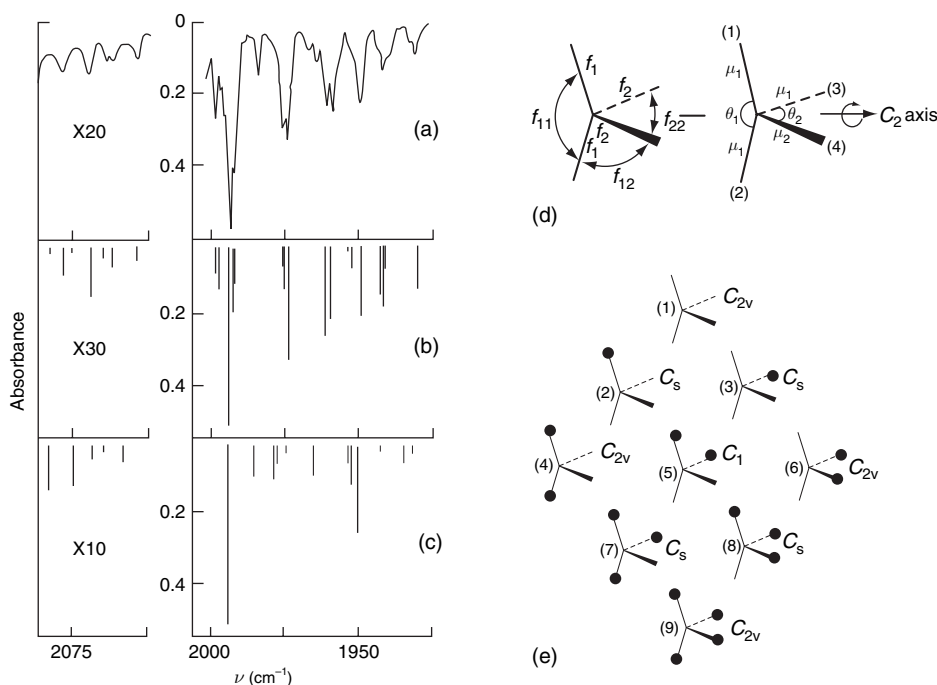 0
0.2
0.4
X20
(a)
Absorbance
X30
0.2
0.4
(b)
X10
0.2
0.4
(c)
2075
2000
1950
ν (cm⁻¹)
(1)
μ₁
f₁
f₂
μ₁
(3)
f₁₁
f₂₂
θ₁
θ₂
C₂ axis
f₂
f₁
μ₁
μ₂
(4)
f₁₂
(2)
(d)
(1)
C₂ᵥ
(2)
Cₛ
(3)
Cₛ
(4)
C₂ᵥ
(5)
C₁
(6)
C₂ᵥ
(7)
Cₛ
(8)
Cₛ
(9)
C₂ᵥ
(e)